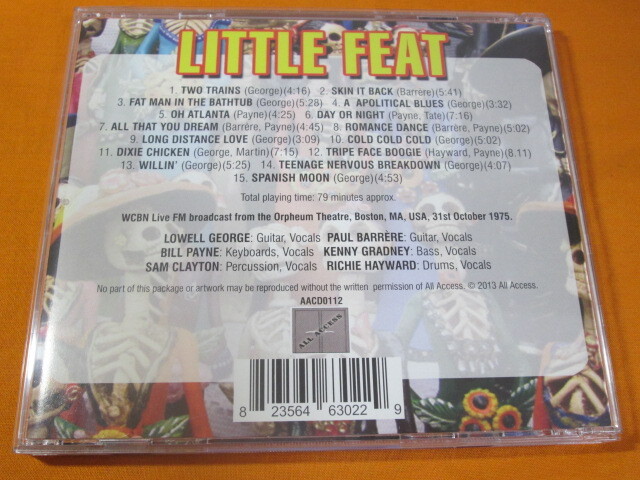 LITTLE FEAT
1. TWO TRAINS (George)(4:16) 2. SKIN IT BACK (Barrère)(5:41)
3. FAT MAN IN THE BATHTUB (George)(5:28) 4. A APOLITICAL BLUES (George)(3:32)
5. OH ATLANTA (Payne)(4:25) 6. DAY OR NIGHT (Payne, Tate)(7:16)
7. ALL THAT YOU DREAM (Barrère, Payne)(4:45) 8. ROMANCE DANCE (Barrère, Payne)(5:02)
9. LONG DISTANCE LOVE (George)(3:09) 10. COLD COLD COLD (George)(5:02)
11. DIXIE CHICKEN (George, Martin)(7:15) 12. TRIPE FACE BOOGIE (Hayward, Payne)(8.11)
13. WILLIN' (George)(5:25) 14. TEENAGE NERVOUS BREAKDOWN (George)(4:07)
15. SPANISH MOON (George)(4:53)
Total playing time: 79 minutes approx.
WCBN Live FM broadcast from the Orpheum Theatre, Boston, MA, USA, 31st October 1975.
LOWELL GEORGE: Guitar, Vocals PAUL BARRÈRE: Guitar, Vocals
BILL PAYNE: Keyboards, Vocals KENNY GRADNEY: Bass, Vocals
SAM CLAYTON: Percussion, Vocals RICHIE HAYWARD: Drums, Vocals
No part of this package or artwork may be reproduced without the written permission of All Access. © 2013 All Access.
AACD0112
ALL ACCESS
8 23564 63022 9